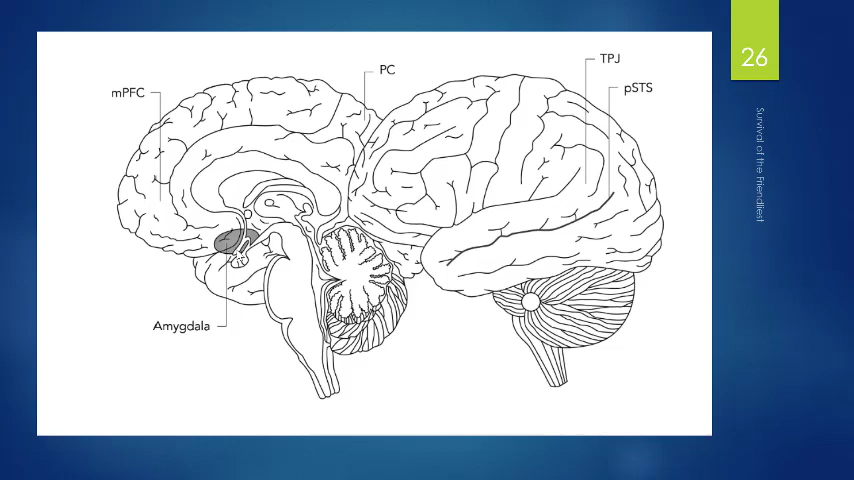 26
Survival of the Friendliest
TPJ
PC
pSTS
mPFC
Amygdala